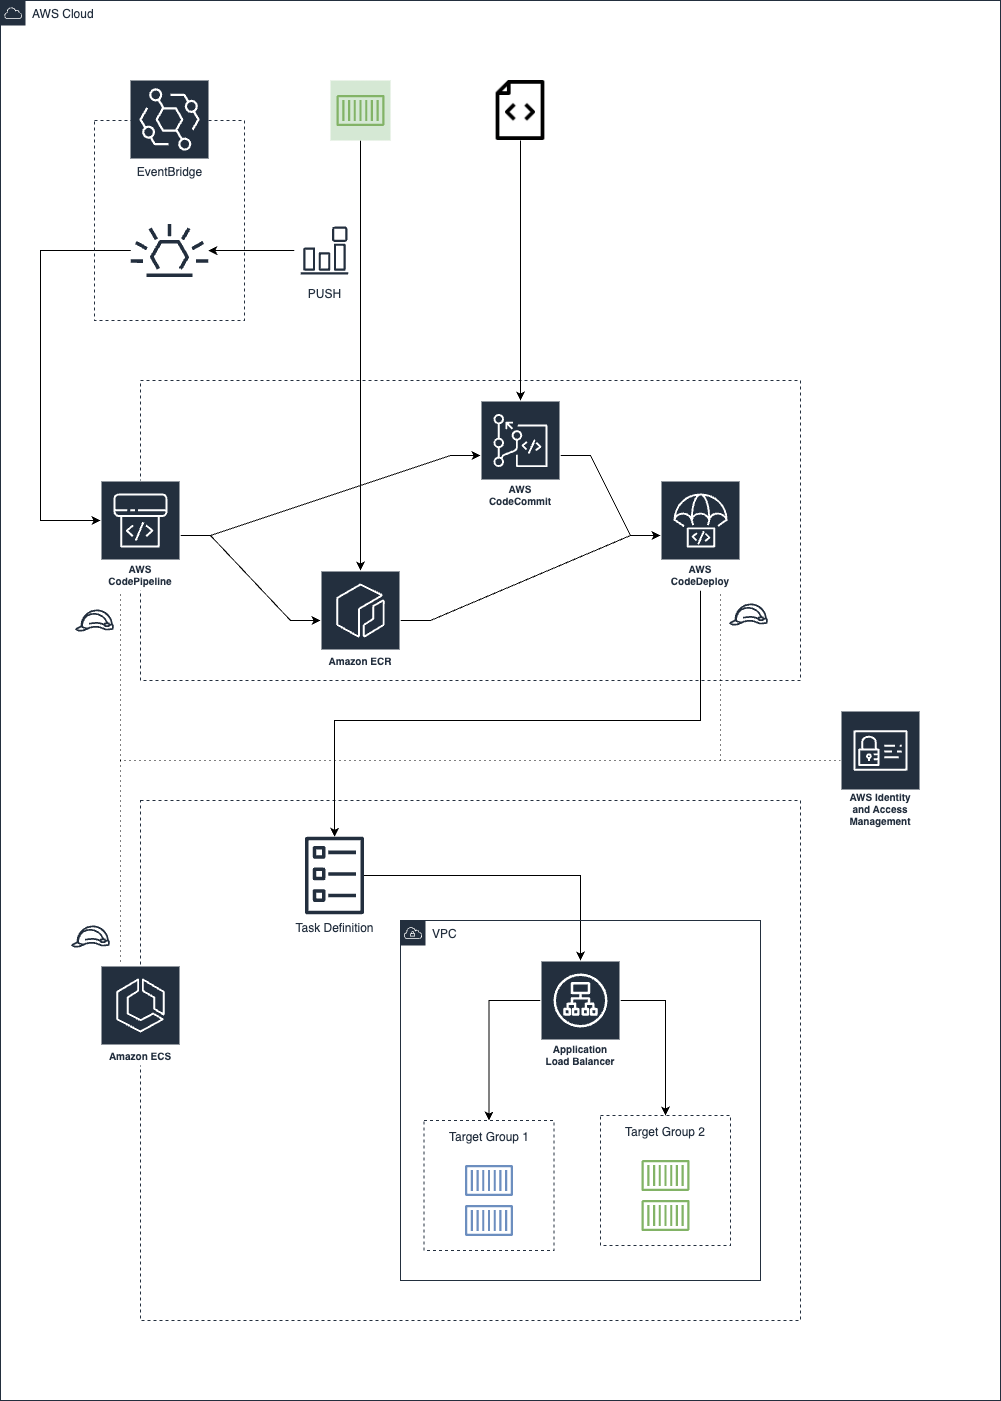 AWS Cloud
EventBridge
PUSH
AWS
CodeCommit
AWS
CodePipeline
AWS
CodeDeploy
Amazon ECR
AWS Identity
and Access
Management
Task Definition
VPC
Application
Load Balancer
Amazon ECS
Target Group 1
Target Group 2